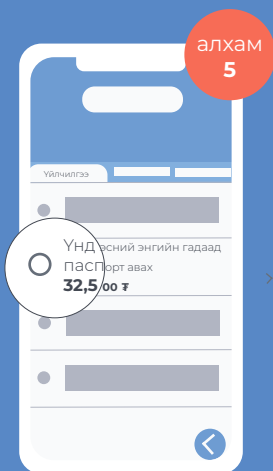 алхам
5
Үйлчилгээ
Үндэсний энгийн гадаад
паспорт авах
32,500 ₮